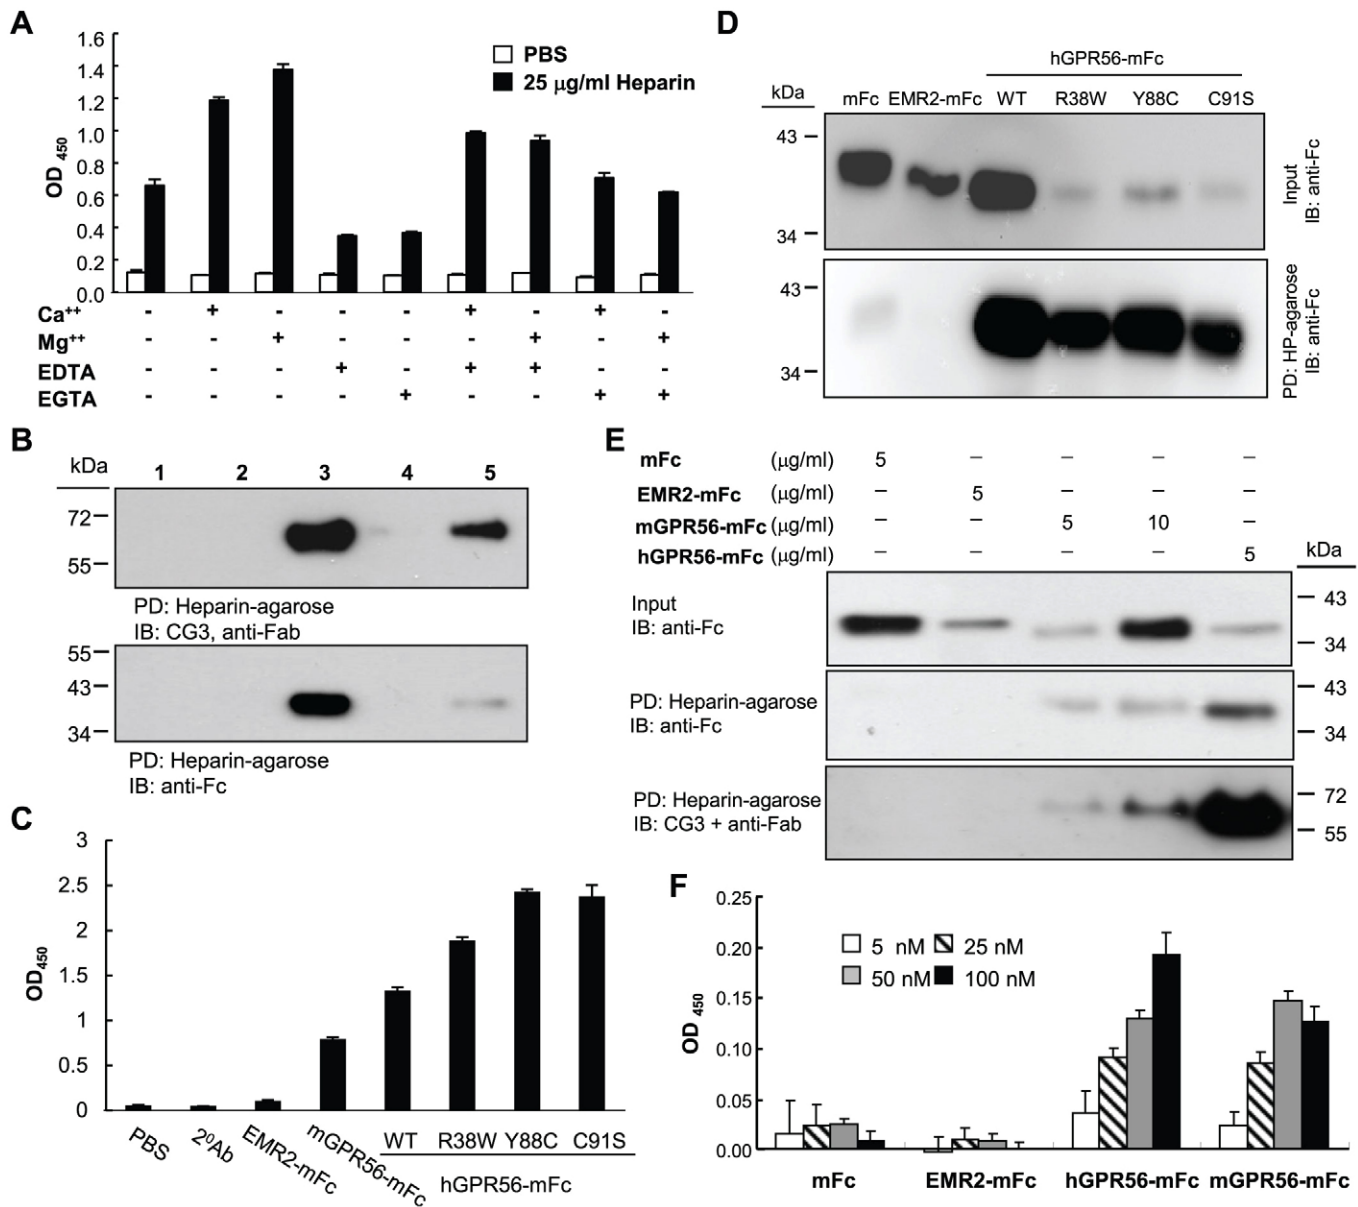 A
1.6
1.4
1.2
1.0
0.8
0.6
0.4
0.2
0.0
OD 450
PBS
25 μg/ml Heparin
Ca++ - + - - - + - + -
Mg++ - - + - - - + - +
EDTA - - - + - + + - -
EGTA - - - - + - - + +
B
kDa 1 2 3 4 5
72
55
PD: Heparin-agarose
IB: CG3, anti-Fab
55
43
34
PD: Heparin-agarose
IB: anti-Fc
C
3
2.5
2
1.5
1
0.5
0
OD450
PBS 2⁰Ab EMR2-mFc mGPR56-mFc WT R38W Y88C C91S
hGPR56-mFc
D
hGPR56-mFc
kDa mFc EMR2-mFc WT R38W Y88C C91S
43
34
Input
IB: anti-Fc
43
34
PD: HP-agarose
IB: anti-Fc
E
mFc (μg/ml) 5 – – – –
EMR2-mFc (μg/ml) – 5 – – –
mGPR56-mFc (μg/ml) – – 5 10 –
hGPR56-mFc (μg/ml) – – – – 5
kDa
Input
IB: anti-Fc
43
34
PD: Heparin-agarose
IB: anti-Fc
43
34
PD: Heparin-agarose
IB: CG3 + anti-Fab
72
55
F
0.25
0.20
0.15
0.10
0.05
0.00
OD 450
5 nM 25 nM
50 nM 100 nM
mFc EMR2-mFc hGPR56-mFc mGPR56-mFc